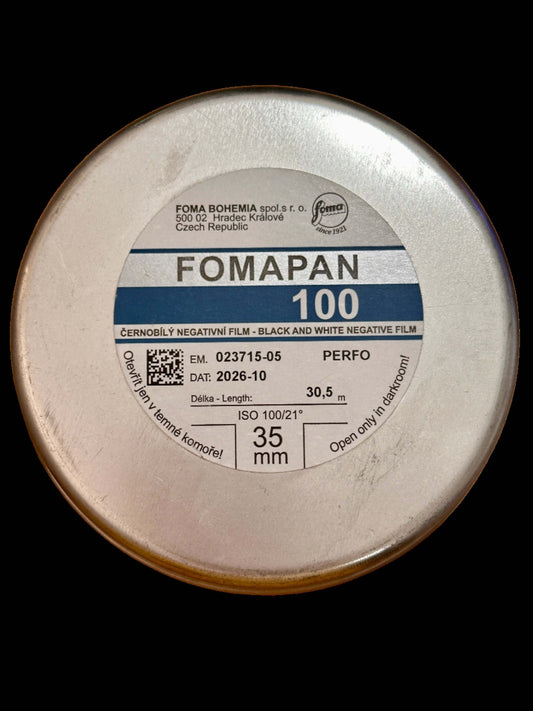 FOMA BOHEMIA spol.s r. o.
500 02 Hradec Králové
Czech Republic
foma
since 1921
FOMAPAN
100
ČERNOBÍLÝ NEGATIVNÍ FILM - BLACK AND WHITE NEGATIVE FILM
EM. 023715-05 PERFO
DAT: 2026-10
Délka - Length: 30,5 m
ISO 100/21°
35
mm
Otevřít jen v temné komoře!
Open only in darkroom!